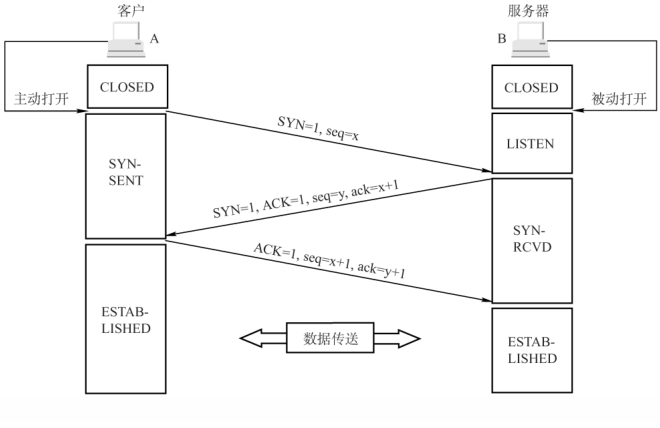 客户
服务器
A
B
CLOSED
CLOSED
主动打开
被动打开
SYN=1, seq=x
LISTEN
SYN-
SENT
SYN=1, ACK=1, seq=y, ack=x+1
SYN-
RCVD
ACK=1, seq=x+1, ack=y+1
ESTAB-
LISHED
数据传送
ESTAB-
LISHED